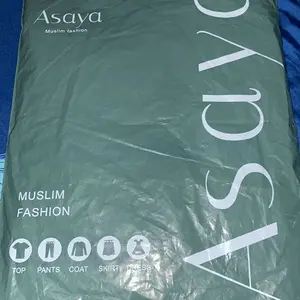 Asaya
Muslim fashion
Asaya
MUSLIM
FASHION
TOP PANTS COAT SKIRT DRESS